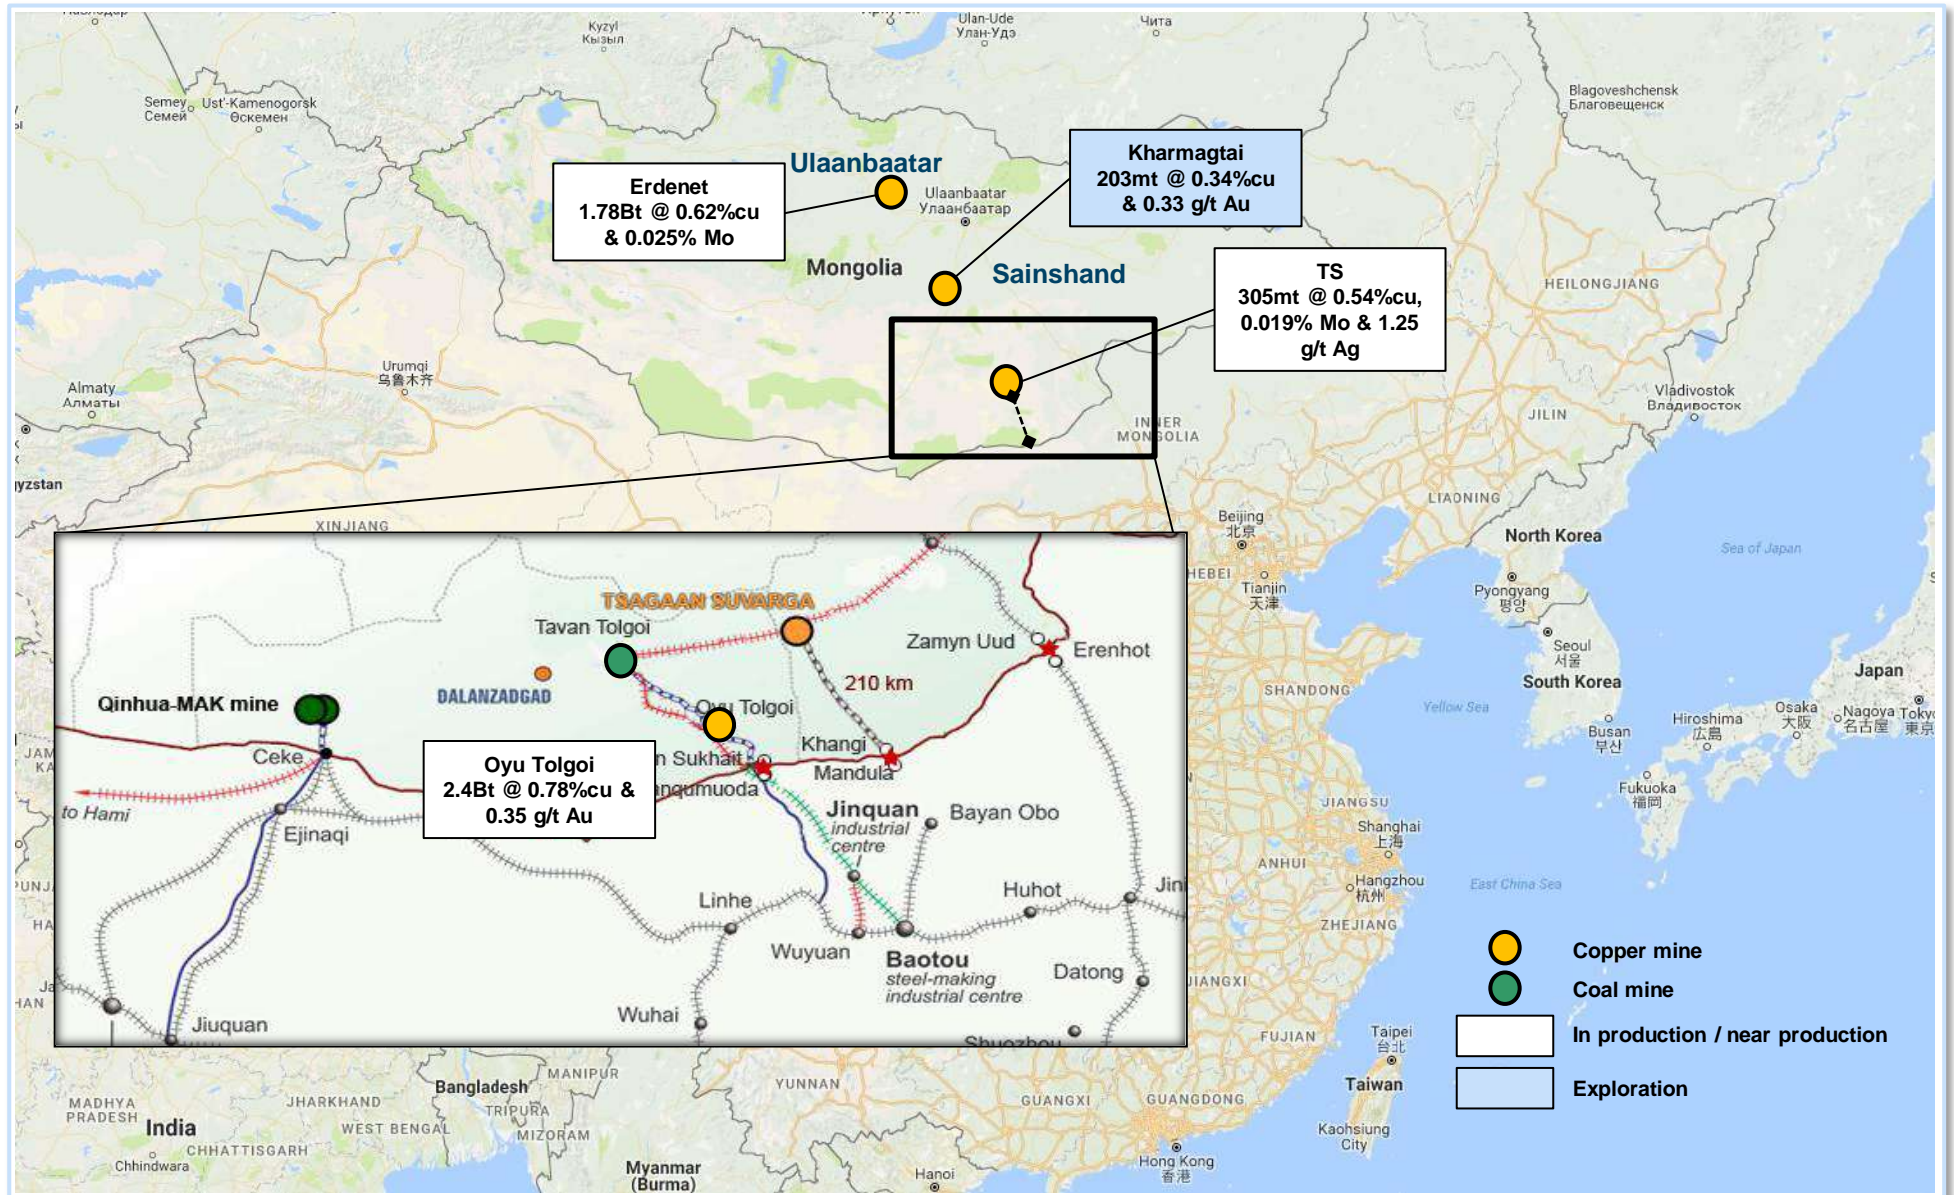 Kyzyl
Кызыл
Ulan-Ude
Улан-Удэ
Чита
Semey
Семей
Ust'-Kamenogorsk
Өскемен
Blagoveshchensk
Благовещенск
Ulaanbaatar
Erdenet
1.78Bt @ 0.62%cu
& 0.025% Mo
Ulaanbaatar
Улаанбаатар
Kharmagtai
203mt @ 0.34%cu
& 0.33 g/t Au
Mongolia
Sainshand
TS
305mt @ 0.54%cu,
0.019% Mo & 1.25
g/t Ag
HEILONGJIANG
Urumqi
乌鲁木齐
Almaty
Алматы
Vladivostok
Владивосток
JILIN
INNER
MONGOLIA
yzstan
LIAONING
XINJIANG
Beijing
北京
North Korea
Sea of Japan
HEBEI
Tianjin
天津
Pyongyang
평양
TSAGAAN SUVARGA
Tavan Tolgoi
Zamyn Uud
Erenhot
Seoul
서울
South Korea
Japan
DALANZADGAD
210 km
Qinhua-MAK mine
Oyu Tolgoi
SHANDONG
Yellow Sea
Busan
부산
Hiroshima
広島
Osaka
大阪
Nagoya
名古屋
Toky
東京
Ceke
n Sukhait
Khangi
Mandula
anqumuoda
Oyu Tolgoi
2.4Bt @ 0.78%cu &
0.35 g/t Au
to Hami
Ejinaqi
Jinquan
industrial
centre
Bayan Obo
Fukuoka
福岡
JIANGSU
Shanghai
上海
ANHUI
Hangzhou
杭州
East China Sea
Linhe
Huhot
Jini
ZHEJIANG
Wuyuan
Baotou
steel-making
industrial centre
Datong
Copper mine
Coal mine
JIANGXI
Wuhai
Jiuquan
Shuozhou
FUJIAN
Taipei
台北
In production / near production
Bangladesh
MANIPUR
YUNNAN
Taiwan
Exploration
MADHYA
PRADESH
JHARKHAND
TRIPURA
GUANGXI
GUANGDONG
India
WEST BENGAL
MIZORAM
Kaohsiung
City
CHHATTISGARH
Chhindwara
Myanmar
(Burma)
Hanoi
Hong Kong
香港